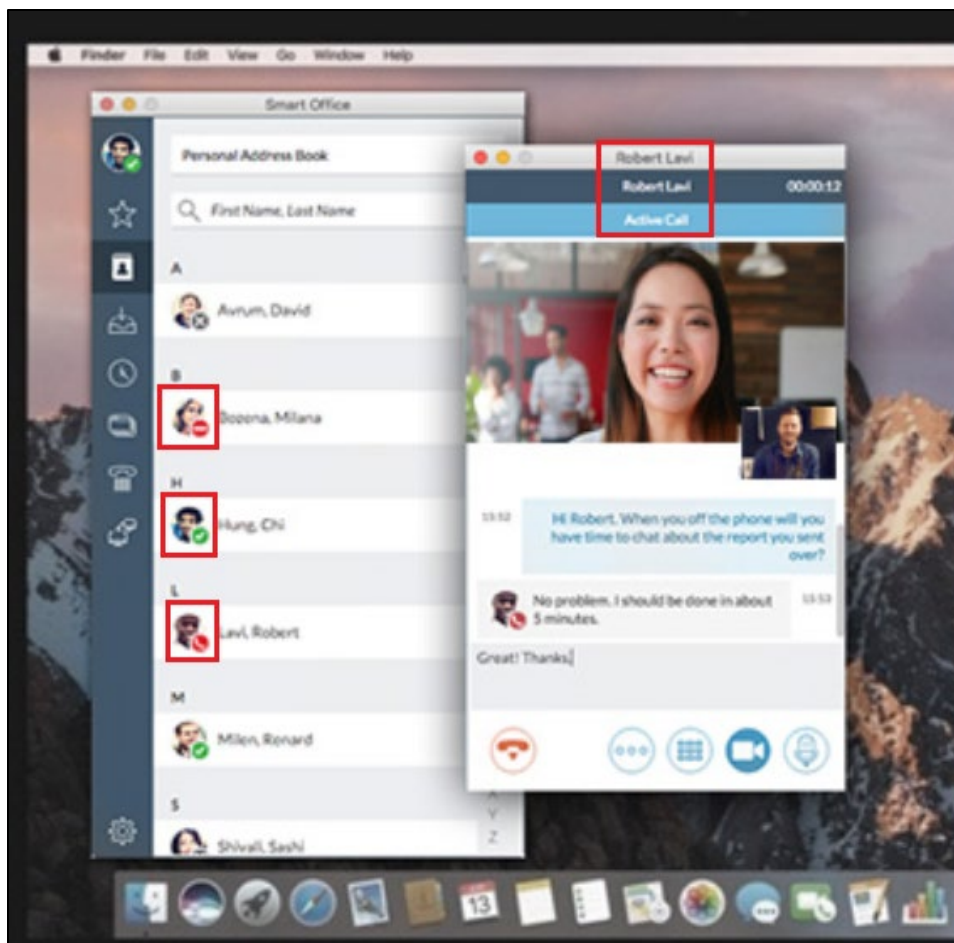 Finder File Edit View Go Window Help
Smart Office
Personal Address Book
First Name, Last Name
A
Avrum, David
B
Bozena, Milana
H
Hung, Chi
L
Lavi, Robert
M
Milen, Renard
S
Shivali, Sashi
X
Y
Z
Robert Lavi
Robert Lavi 00:00:12
Active Call
15:52
Hi Robert. When you off the phone will you
have time to chat about the report you sent
over?
No problem. I should be done in about
5 minutes.
15:53
Great! Thanks,
13